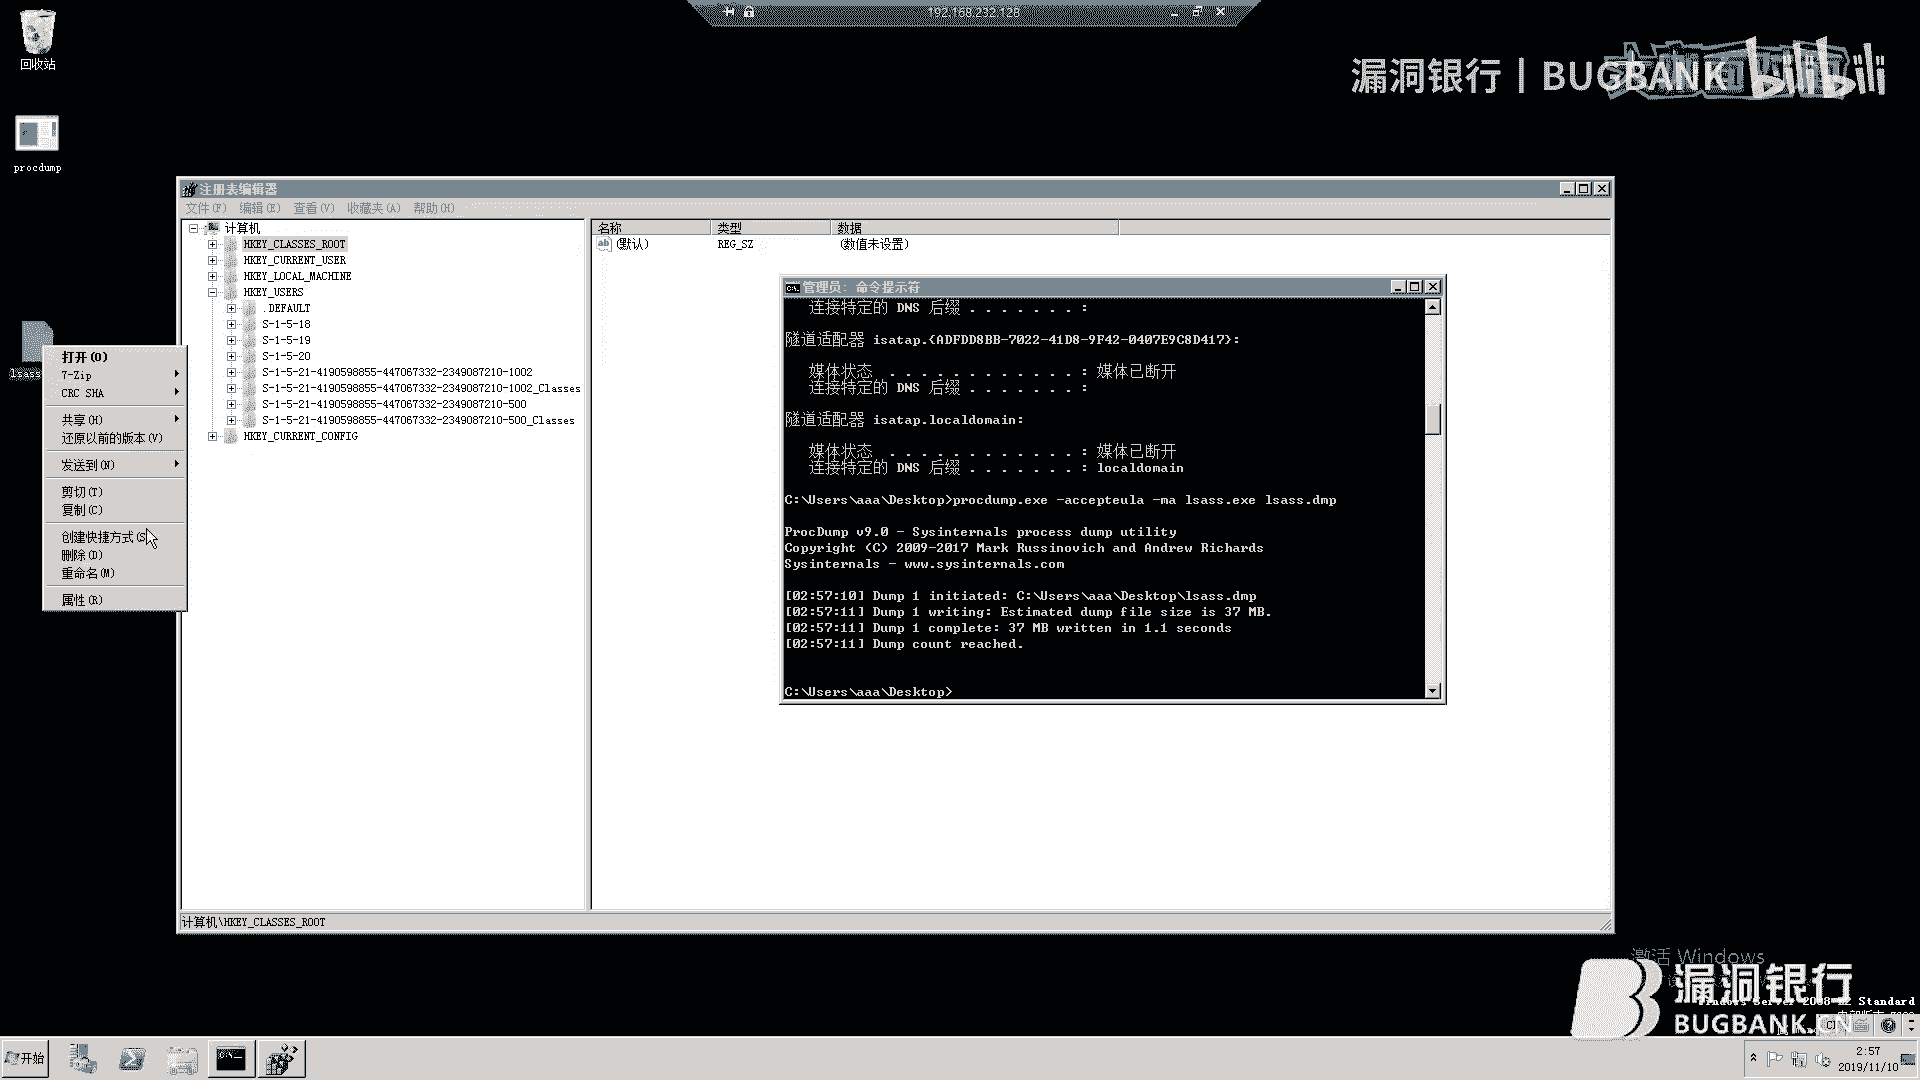 192.168.232.128
回收站
漏洞银行 | BUGBANK bilibili
procdump
注册表编辑器
文件(F) 编辑(E) 查看(V) 收藏夹(A) 帮助(H)
计算机
HKEY_CLASSES_ROOT
HKEY_CURRENT_USER
HKEY_LOCAL_MACHINE
HKEY_USERS
.DEFAULT
S-1-5-18
S-1-5-19
S-1-5-20
S-1-5-21-4190598855-447067332-2349087210-1002
S-1-5-21-4190598855-447067332-2349087210-1002_Classes
S-1-5-21-4190598855-447067332-2349087210-500
S-1-5-21-4190598855-447067332-2349087210-500_Classes
HKEY_CURRENT_CONFIG
名称 类型 数据
(默认) REG_SZ (数值未设置)
管理员: 命令提示符
连接特定的 DNS 后缀 . . . . . . . :
隧道适配器 isatap.{ADFDD8BB-7022-41D8-9F42-0407E9C8D417}:
媒体状态 . . . . . . . . . . . . : 媒体已断开
连接特定的 DNS 后缀 . . . . . . . :
隧道适配器 isatap.localdomain:
媒体状态 . . . . . . . . . . . . : 媒体已断开
连接特定的 DNS 后缀 . . . . . . . : localdomain
C:\Users\aaa\Desktop>procdump.exe -accepteula -ma lsass.exe lsass.dmp
ProcDump v9.0 - Sysinternals process dump utility
Copyright (C) 2009-2017 Mark Russinovich and Andrew Richards
Sysinternals - www.sysinternals.com
[02:57:10] Dump 1 initiated: C:\Users\aaa\Desktop\lsass.dmp
[02:57:11] Dump 1 writing: Estimated dump file size is 37 MB.
[02:57:11] Dump 1 complete: 37 MB written in 1.1 seconds
[02:57:11] Dump count reached.
C:\Users\aaa\Desktop>
lsass
打开(O)
7-Zip
CRC SHA
共享(H)
还原以前的版本(V)
发送到(N)
剪切(T)
复制(C)
创建快捷方式(S)
删除(D)
重命名(M)
属性(R)
计算机\HKEY_CLASSES_ROOT
激活 Windows
漏洞银行
Windows Server 2008 R2 Standard
BUGBANK.CN
开始
2:57
2019/11/10